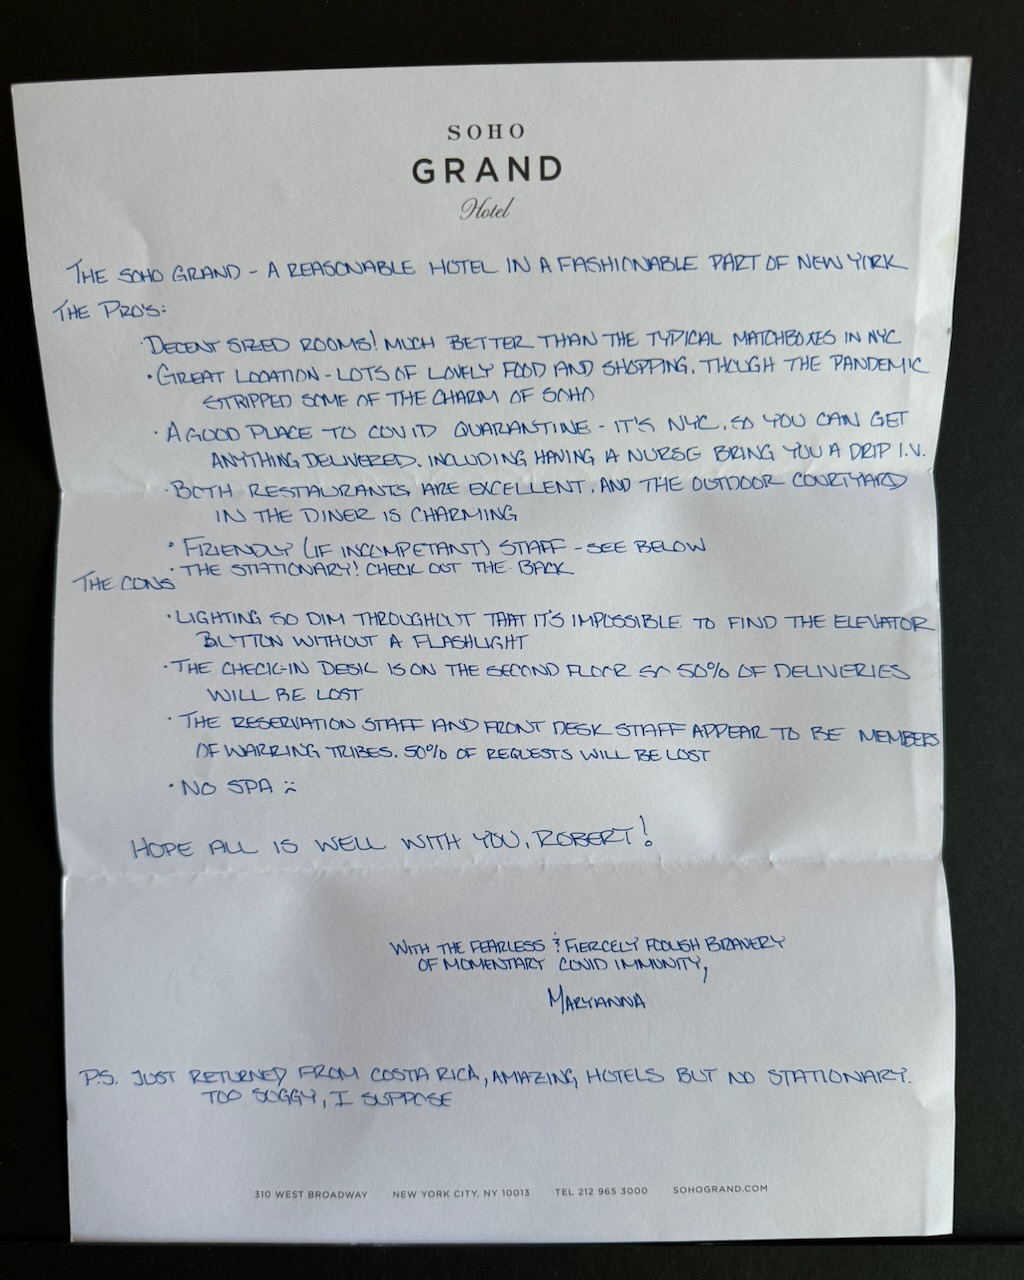 SOHO
GRAND
Hotel
THE SOHO GRAND - A REASONABLE HOTEL IN A FASHIONABLE PART OF NEW YORK
THE PRO'S:
· DECENT SIZED ROOMS! MUCH BETTER THAN THE TYPICAL MATCHBOXES IN NYC
· GREAT LOCATION - LOTS OF LOVELY FOOD AND SHOPPING, THOUGH THE PANDEMIC
STRIPPED SOME OF THE CHARM OF SOHO
· A GOOD PLACE TO COVID QUARANTINE - IT'S NYC, SO YOU CAN GET
ANYTHING DELIVERED, INCLUDING HAVING A NURSE BRING YOU A DRIP I.V.
· BOTH RESTAURANTS ARE EXCELLENT, AND THE OUTDOOR COURTYARD
IN THE DINER IS CHARMING
· FRIENDLY (IF INCOMPETANT) STAFF - SEE BELOW
· THE STATIONARY! CHECK OUT THE BACK
THE CONS
· LIGHTING SO DIM THROUGHOUT THAT IT'S IMPOSSIBLE TO FIND THE ELEVATOR
BUTTON WITHOUT A FLASHLIGHT
· THE CHECK-IN DESK IS ON THE SECOND FLOOR SO 50% OF DELIVERIES
WILL BE LOST
· THE RESERVATION STAFF AND FRONT DESK STAFF APPEAR TO BE MEMBERS
OF WARRING TRIBES. 50% OF REQUESTS WILL BE LOST
· NO SPA :(
HOPE ALL IS WELL WITH YOU, ROBERT!
WITH THE FEARLESS & FIERCELY FOOLISH BRAVERY
OF MOMENTARY COVID IMMUNITY,
MARYANNA
P.S. JUST RETURNED FROM COSTA RICA, AMAZING HOTELS BUT NO STATIONARY.
TOO SOGGY, I SUPPOSE
310 WEST BROADWAY NEW YORK CITY, NY 10013 TEL 212 965 3000 SOHOGRAND.COM